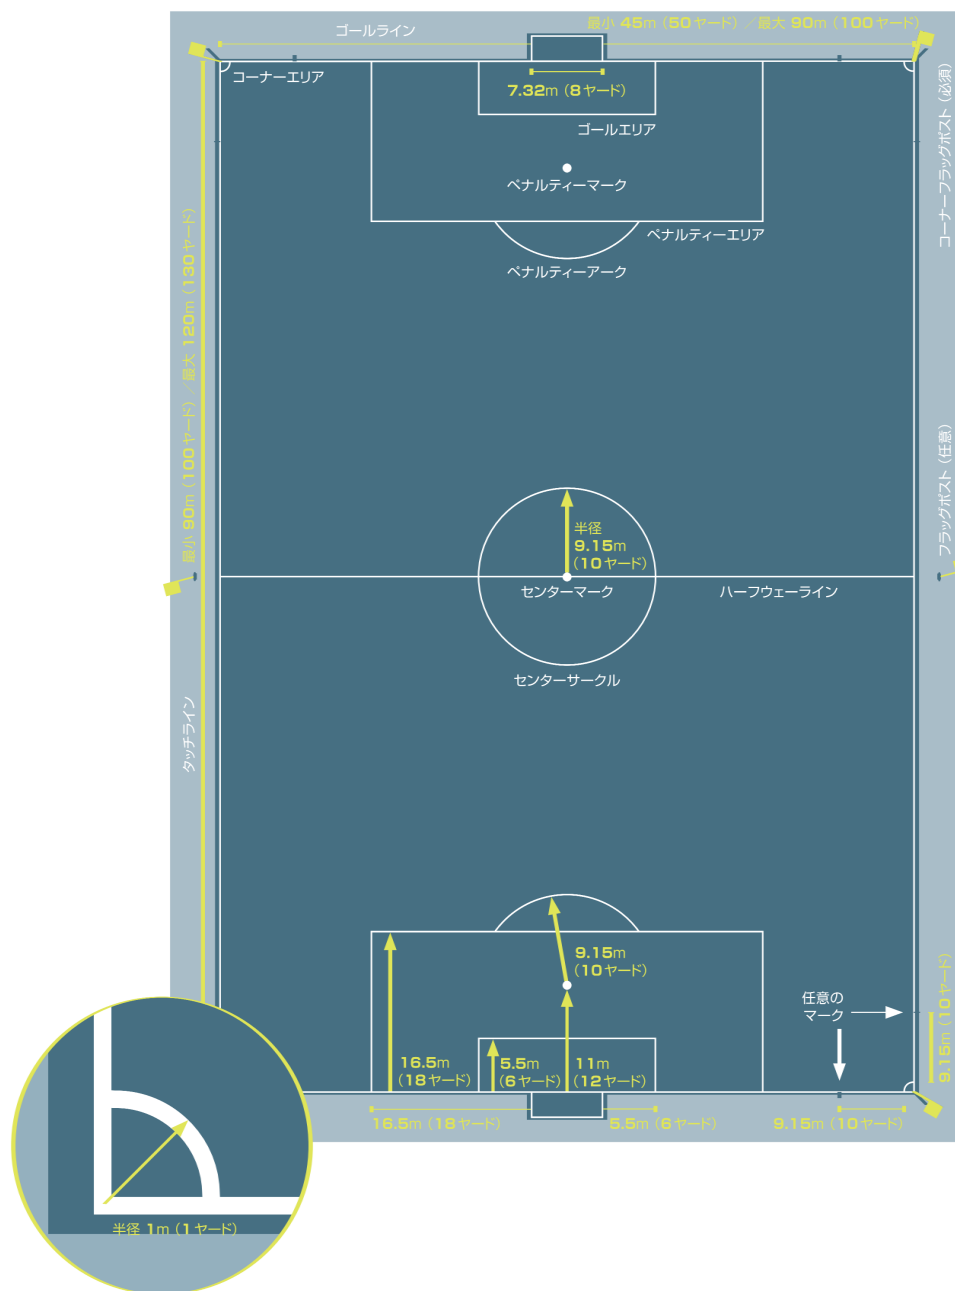 最小 45m（50ヤード）／最大 90m（100ヤード）
ゴールライン
コーナーエリア
7.32m（8ヤード）
ゴールエリア
ペナルティーマーク
ペナルティーエリア
ペナルティーアーク
コーナーフラッグポスト（必須）
最小 90m（100ヤード）／最大 120m（130ヤード）
フラッグポスト（任意）
半径
9.15m
（10ヤード）
センターマーク
ハーフウェーライン
センターサークル
タッチライン
9.15m
（10ヤード）
任意の
マーク
9.15m（10ヤード）
16.5m
（18ヤード）
5.5m
（6ヤード）
11m
（12ヤード）
16.5m（18ヤード）
5.5m（6ヤード）
9.15m（10ヤード）
半径 1m（1ヤード）